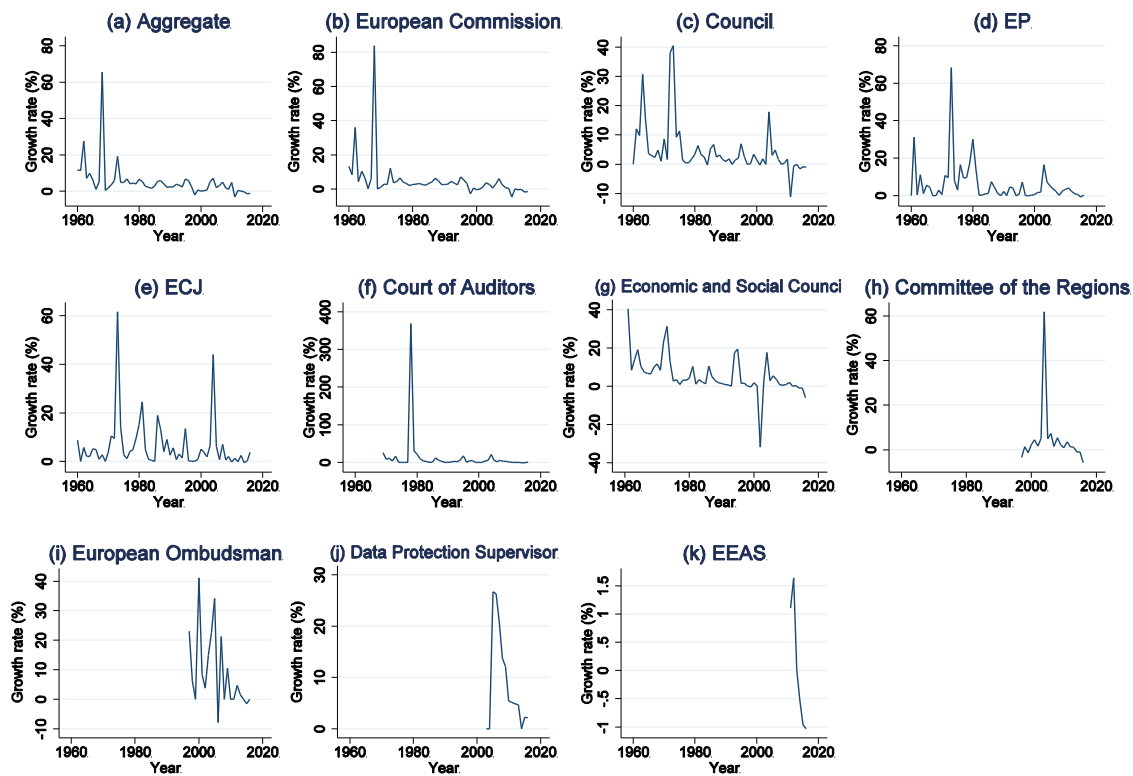 (a) Aggregate
Growth rate (%)
80
60
40
20
0
1960 1980 2000 2020
Year
(b) European Commission
Growth rate (%)
80
60
40
20
0
1960 1980 2000 2020
Year
(c) Council
Growth rate (%)
40
30
20
10
0
-10
1960 1980 2000 2020
Year
(d) EP
Growth rate (%)
80
60
40
20
0
1960 1980 2000 2020
Year
(e) ECJ
Growth rate (%)
60
40
20
0
1960 1980 2000 2020
Year
(f) Court of Auditors
Growth rate (%)
400
300
200
100
0
1960 1980 2000 2020
Year
(g) Economic and Social Counci
Growth rate (%)
40
20
0
-20
-40
1960 1980 2000 2020
Year
(h) Committee of the Regions
Growth rate (%)
60
40
20
0
1960 1980 2000 2020
Year
(i) European Ombudsman
Growth rate (%)
40
30
20
10
0
-10
1960 1980 2000 2020
Year
(j) Data Protection Supervisor
Growth rate (%)
30
20
10
0
1960 1980 2000 2020
Year
(k) EEAS
Growth rate (%)
1.5
1
.5
0
-.5
-1
1960 1980 2000 2020
Year